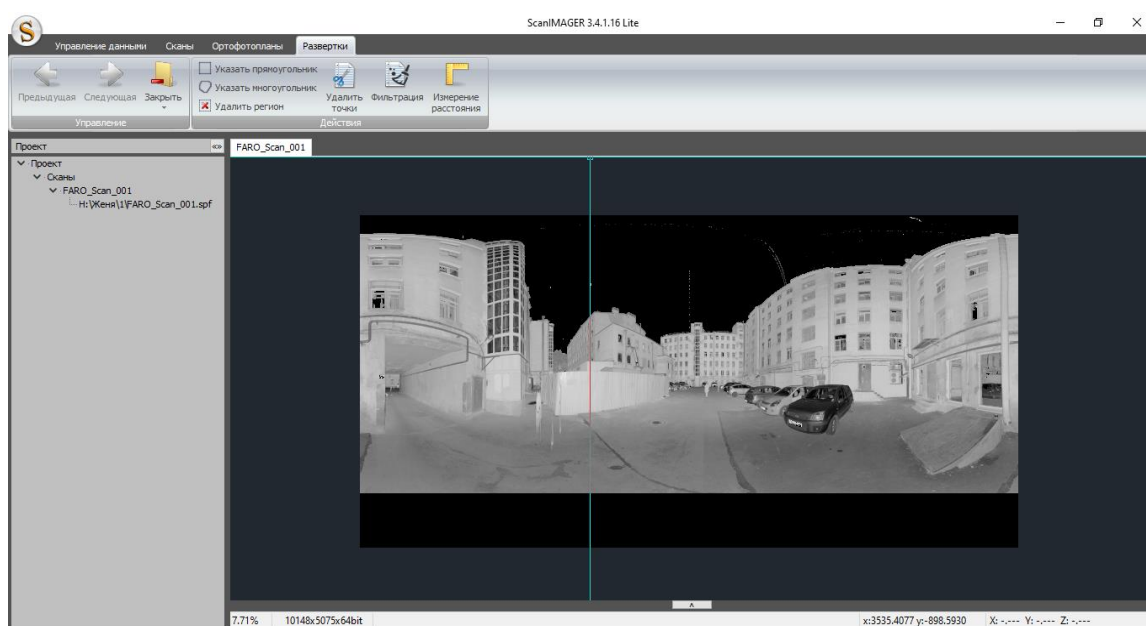 ScanIMAGER 3.4.1.16 Lite
S
Управление данными Сканы Ортофотопланы Развертки
Предыдущая Следующая Закрыть
Управление
Указать прямоугольник
Указать многоугольник
Удалить регион
Удалить точки
Фильтрация
Измерение расстояния
Действия
Проект
Проект
Сканы
FARO_Scan_001
H:\Женя\1\FARO_Scan_001.spf
FARO_Scan_001
7.71% 10148x5075x64bit x:3535.4077 y:-898.5930 X: -.--- Y: -.--- Z: -.---